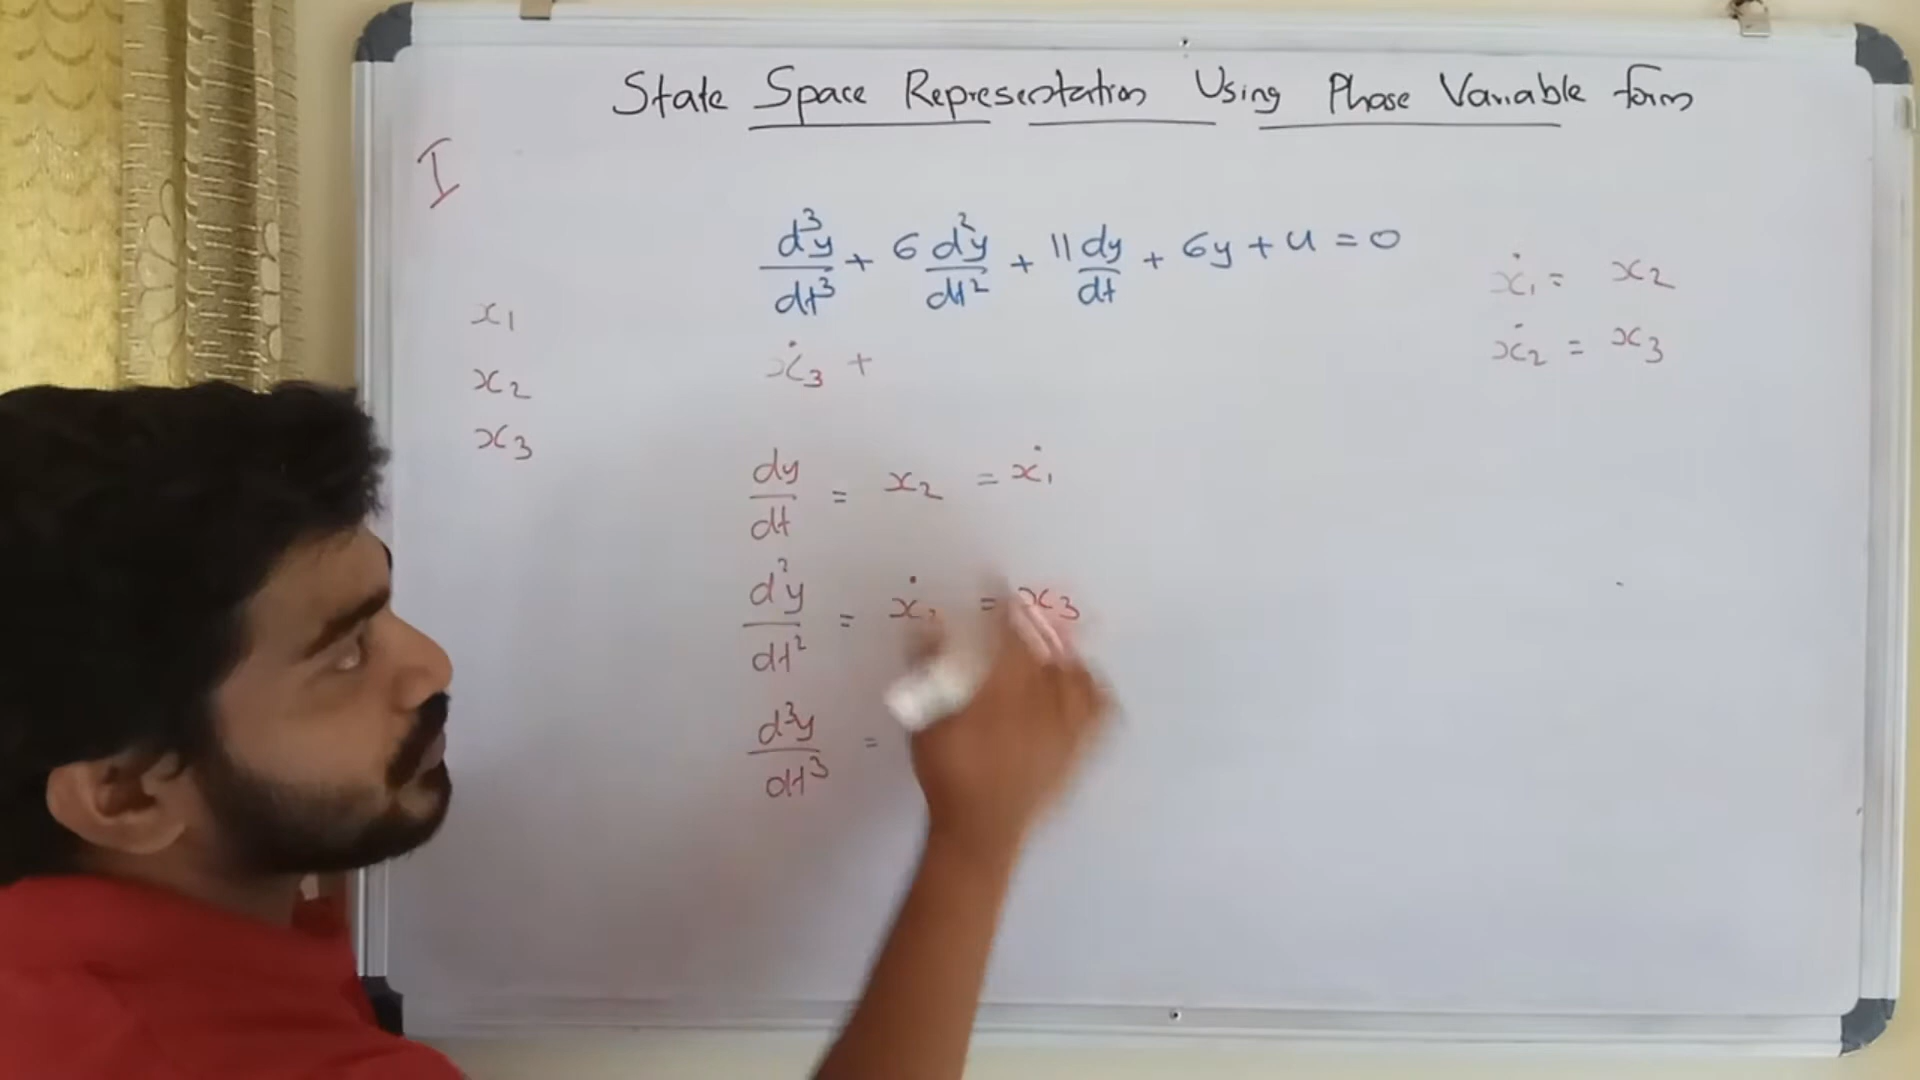 State Space Representation Using Phase Variable form
I
d³y/dt³ + 6 d²y/dt² + 11 dy/dt + 6y + u = 0
ẋ₁ = x₂
ẋ₂ = x₃
x₁
x₂
x₃
ẋ₃ +
dy/dt = x₂ = ẋ₁
d²y/dt² = ẋ₂ = x₃
d³y/dt³ =